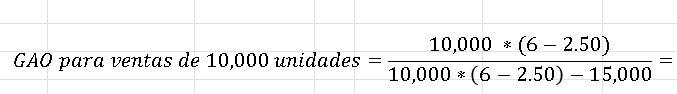 GAO para ventas de 10,000 unidades = 10,000 * (6 − 2.50) / 10,000 * (6 − 2.50) − 15,000 =